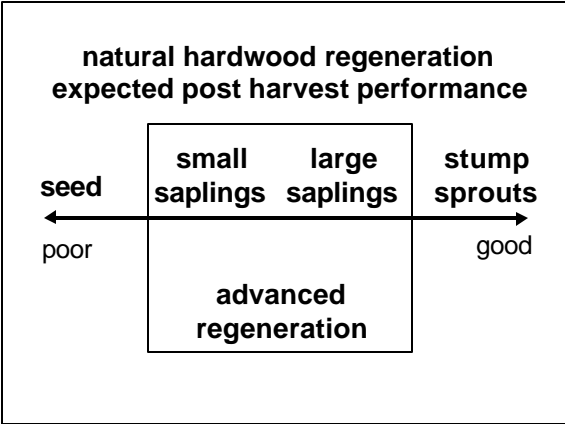 natural hardwood regeneration
expected post harvest performance
seed
small
saplings
large
saplings
stump
sprouts
poor
good
advanced
regeneration